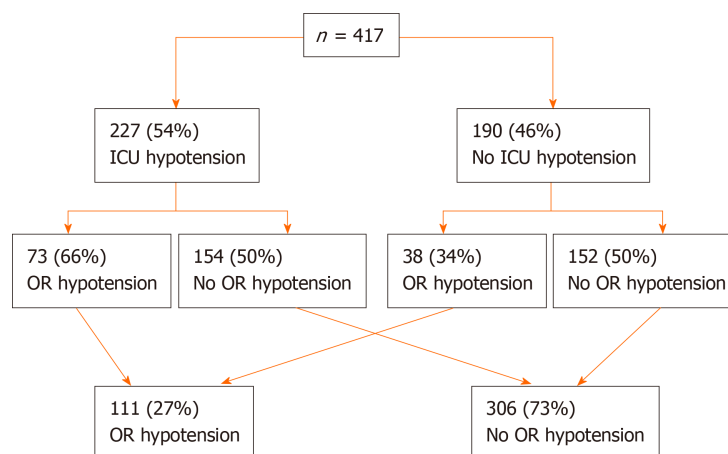 n = 417
227 (54%)
ICU hypotension
190 (46%)
No ICU hypotension
73 (66%)
OR hypotension
154 (50%)
No OR hypotension
38 (34%)
OR hypotension
152 (50%)
No OR hypotension
111 (27%)
OR hypotension
306 (73%)
No OR hypotension